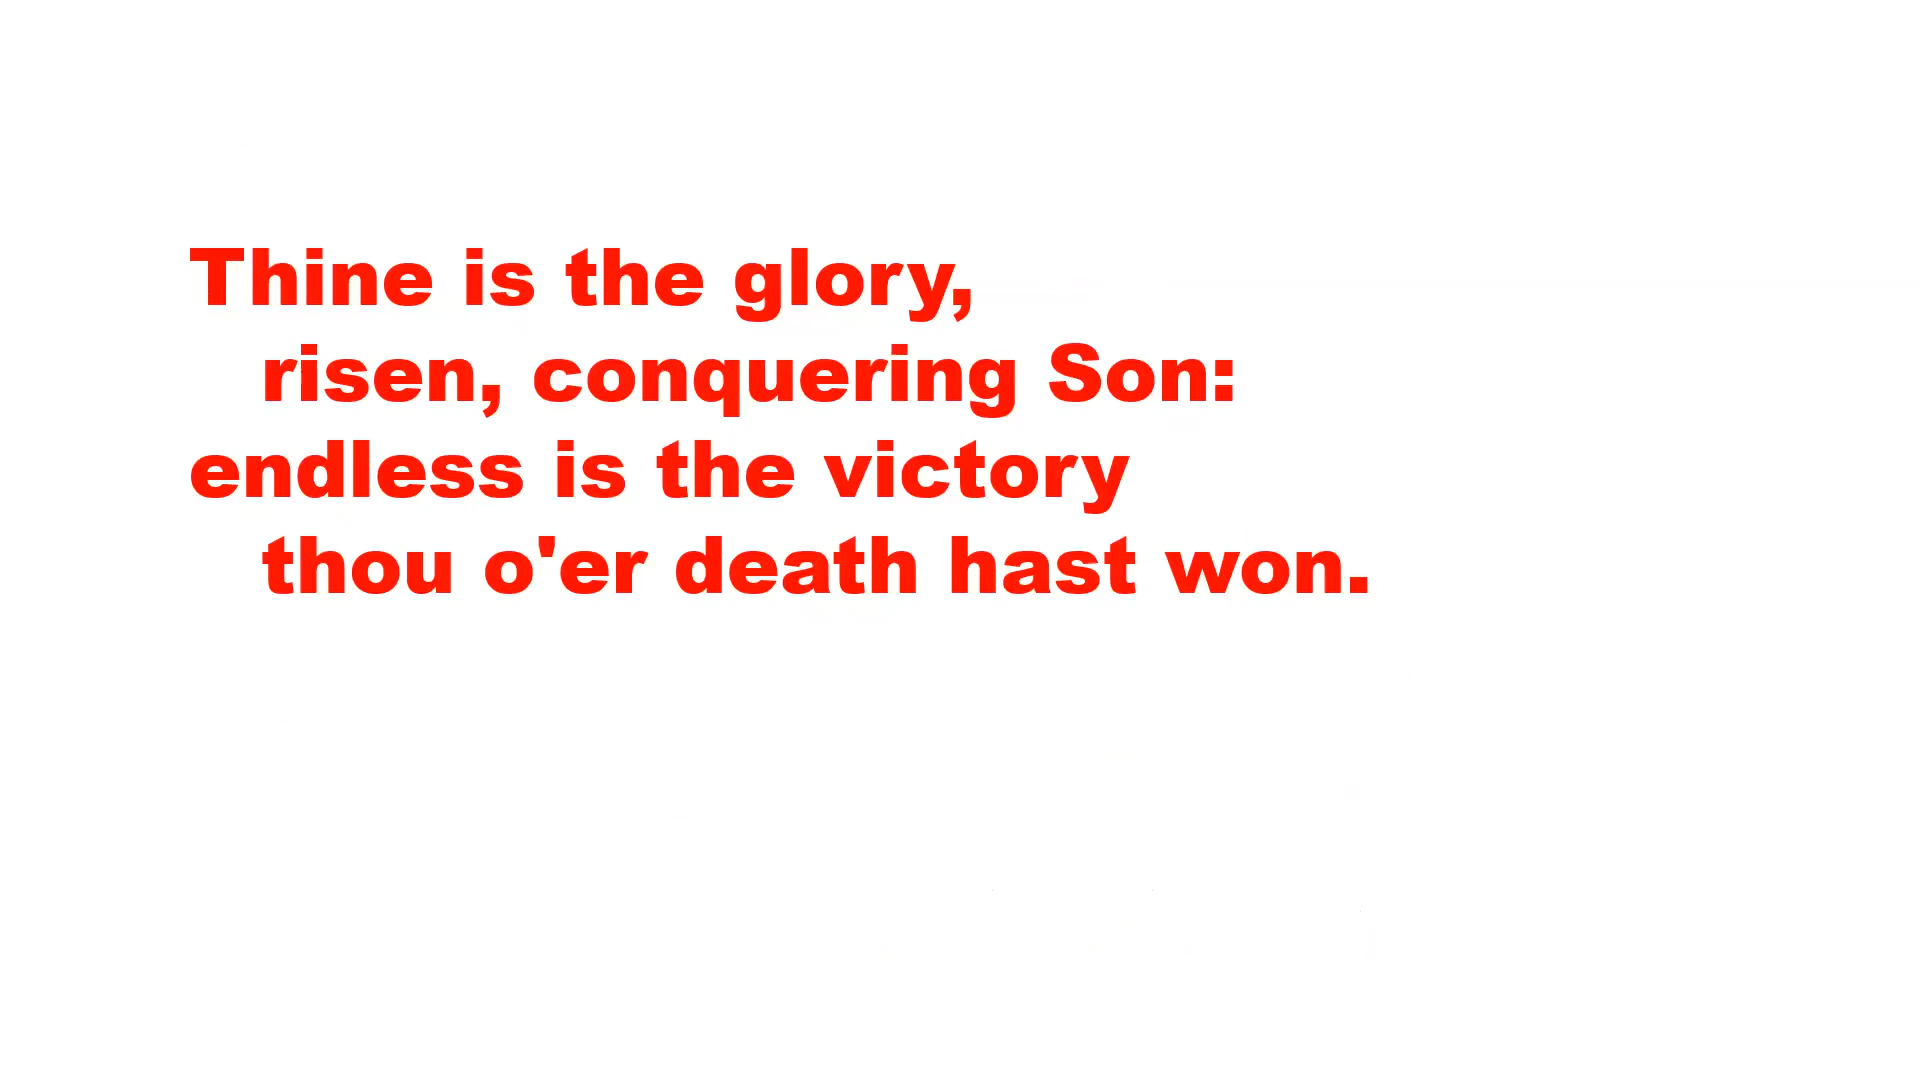 Thine is the glory,
risen, conquering Son:
endless is the victory
thou o'er death hast won.